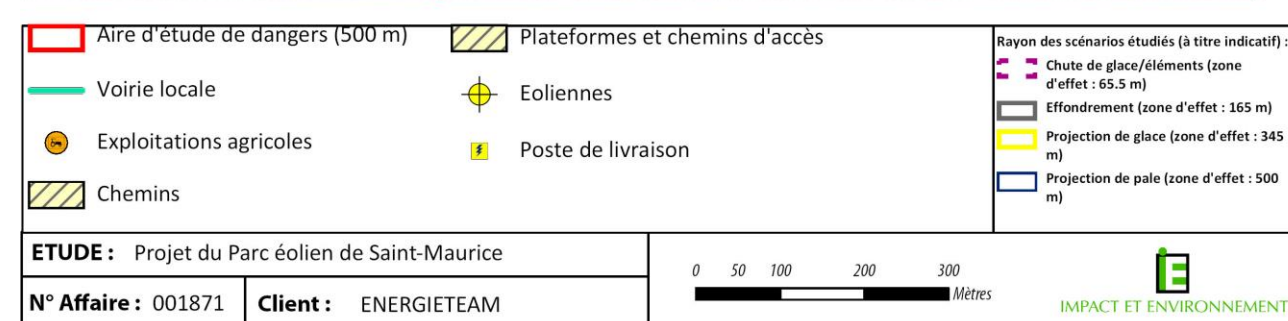 Aire d'étude de dangers (500 m)
Voirie locale
Exploitations agricoles
Chemins
Plateformes et chemins d'accès
Eoliennes
Poste de livraison
Rayon des scénarios étudiés (à titre indicatif) :
Chute de glace/éléments (zone
d'effet : 65.5 m)
Effondrement (zone d'effet : 165 m)
Projection de glace (zone d'effet : 345
m)
Projection de pale (zone d'effet : 500
m)
ETUDE : Projet du Parc éolien de Saint-Maurice
N° Affaire : 001871 Client : ENERGIETEAM
0 50 100 200 300
Mètres
iE
IMPACT ET ENVIRONNEMENT